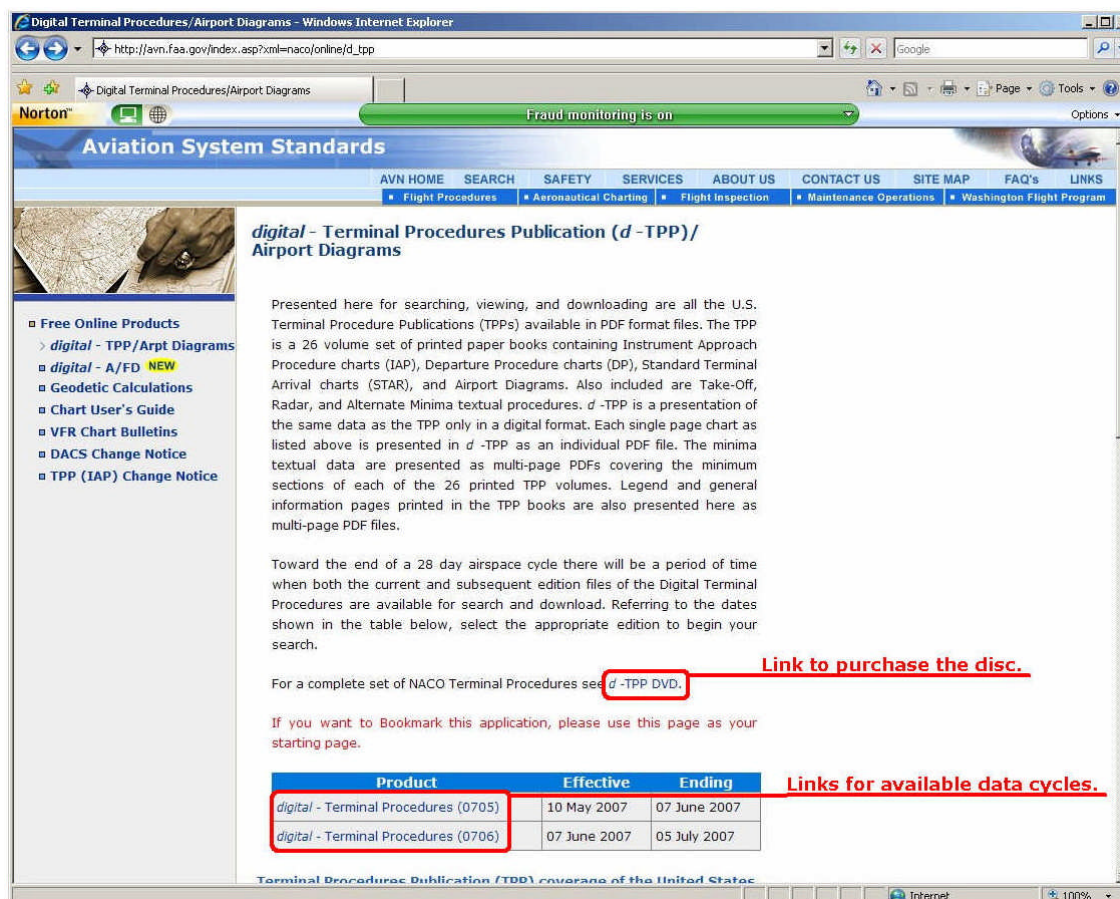 Digital Terminal Procedures/Airport Diagrams - Windows Internet Explorer
http://avn.faa.gov/index.asp?xml=naco/online/d_tpp
Google
Digital Terminal Procedures/Airport Diagrams
Page
Tools
Norton™
Fraud monitoring is on
Options
Aviation System Standards
AVN HOME SEARCH SAFETY SERVICES ABOUT US CONTACT US SITE MAP FAQ's LINKS
Flight Procedures Aeronautical Charting Flight Inspection Maintenance Operations Washington Flight Program
digital - Terminal Procedures Publication (d -TPP)/
Airport Diagrams
Free Online Products
> digital - TPP/Arpt Diagrams
digital - A/FD NEW
Geodetic Calculations
Chart User's Guide
VFR Chart Bulletins
DACS Change Notice
TPP (IAP) Change Notice
Presented here for searching, viewing, and downloading are all the U.S.
Terminal Procedure Publications (TPPs) available in PDF format files. The TPP
is a 26 volume set of printed paper books containing Instrument Approach
Procedure charts (IAP), Departure Procedure charts (DP), Standard Terminal
Arrival charts (STAR), and Airport Diagrams. Also included are Take-Off,
Radar, and Alternate Minima textual procedures. d -TPP is a presentation of
the same data as the TPP only in a digital format. Each single page chart as
listed above is presented in d -TPP as an individual PDF file. The minima
textual data are presented as multi-page PDFs covering the minimum
sections of each of the 26 printed TPP volumes. Legend and general
information pages printed in the TPP books are also presented here as
multi-page PDF files.
Toward the end of a 28 day airspace cycle there will be a period of time
when both the current and subsequent edition files of the Digital Terminal
Procedures are available for search and download. Referring to the dates
shown in the table below, select the appropriate edition to begin your
search.
Link to purchase the disc.
For a complete set of NACO Terminal Procedures see d -TPP DVD.
If you want to Bookmark this application, please use this page as your
starting page.
Product Effective Ending
Links for available data cycles.
digital - Terminal Procedures (0705) 10 May 2007 07 June 2007
digital - Terminal Procedures (0706) 07 June 2007 05 July 2007
Terminal Procedures Publication (TPP) coverage of the United States
Internet
100%